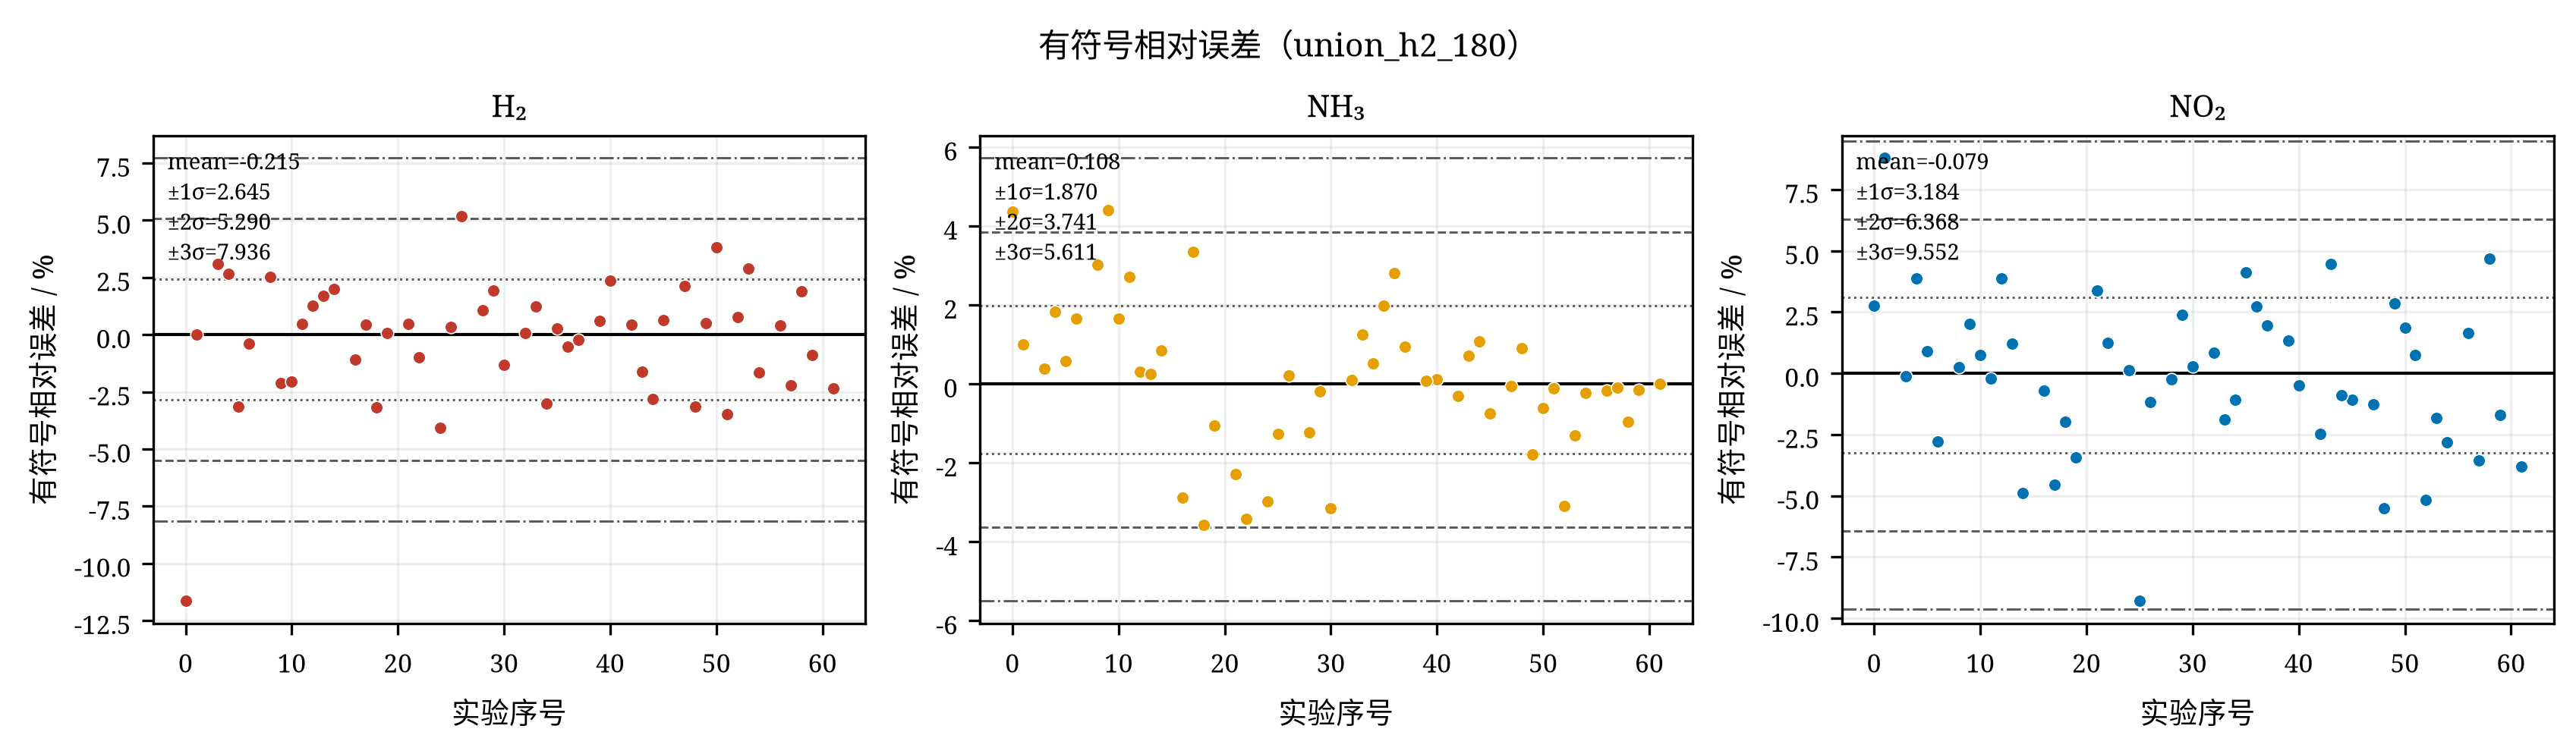 有符号相对误差（union_h2_180）
H₂
mean=-0.215
±1σ=2.645
±2σ=5.290
±3σ=7.936
7.5
5.0
2.5
0.0
-2.5
-5.0
-7.5
-10.0
-12.5
有符号相对误差 / %
0 10 20 30 40 50 60
实验序号
NH₃
mean=0.108
±1σ=1.870
±2σ=3.741
±3σ=5.611
6
4
2
0
-2
-4
-6
有符号相对误差 / %
0 10 20 30 40 50 60
实验序号
NO₂
mean=-0.079
±1σ=3.184
±2σ=6.368
±3σ=9.552
7.5
5.0
2.5
0.0
-2.5
-5.0
-7.5
-10.0
有符号相对误差 / %
0 10 20 30 40 50 60
实验序号